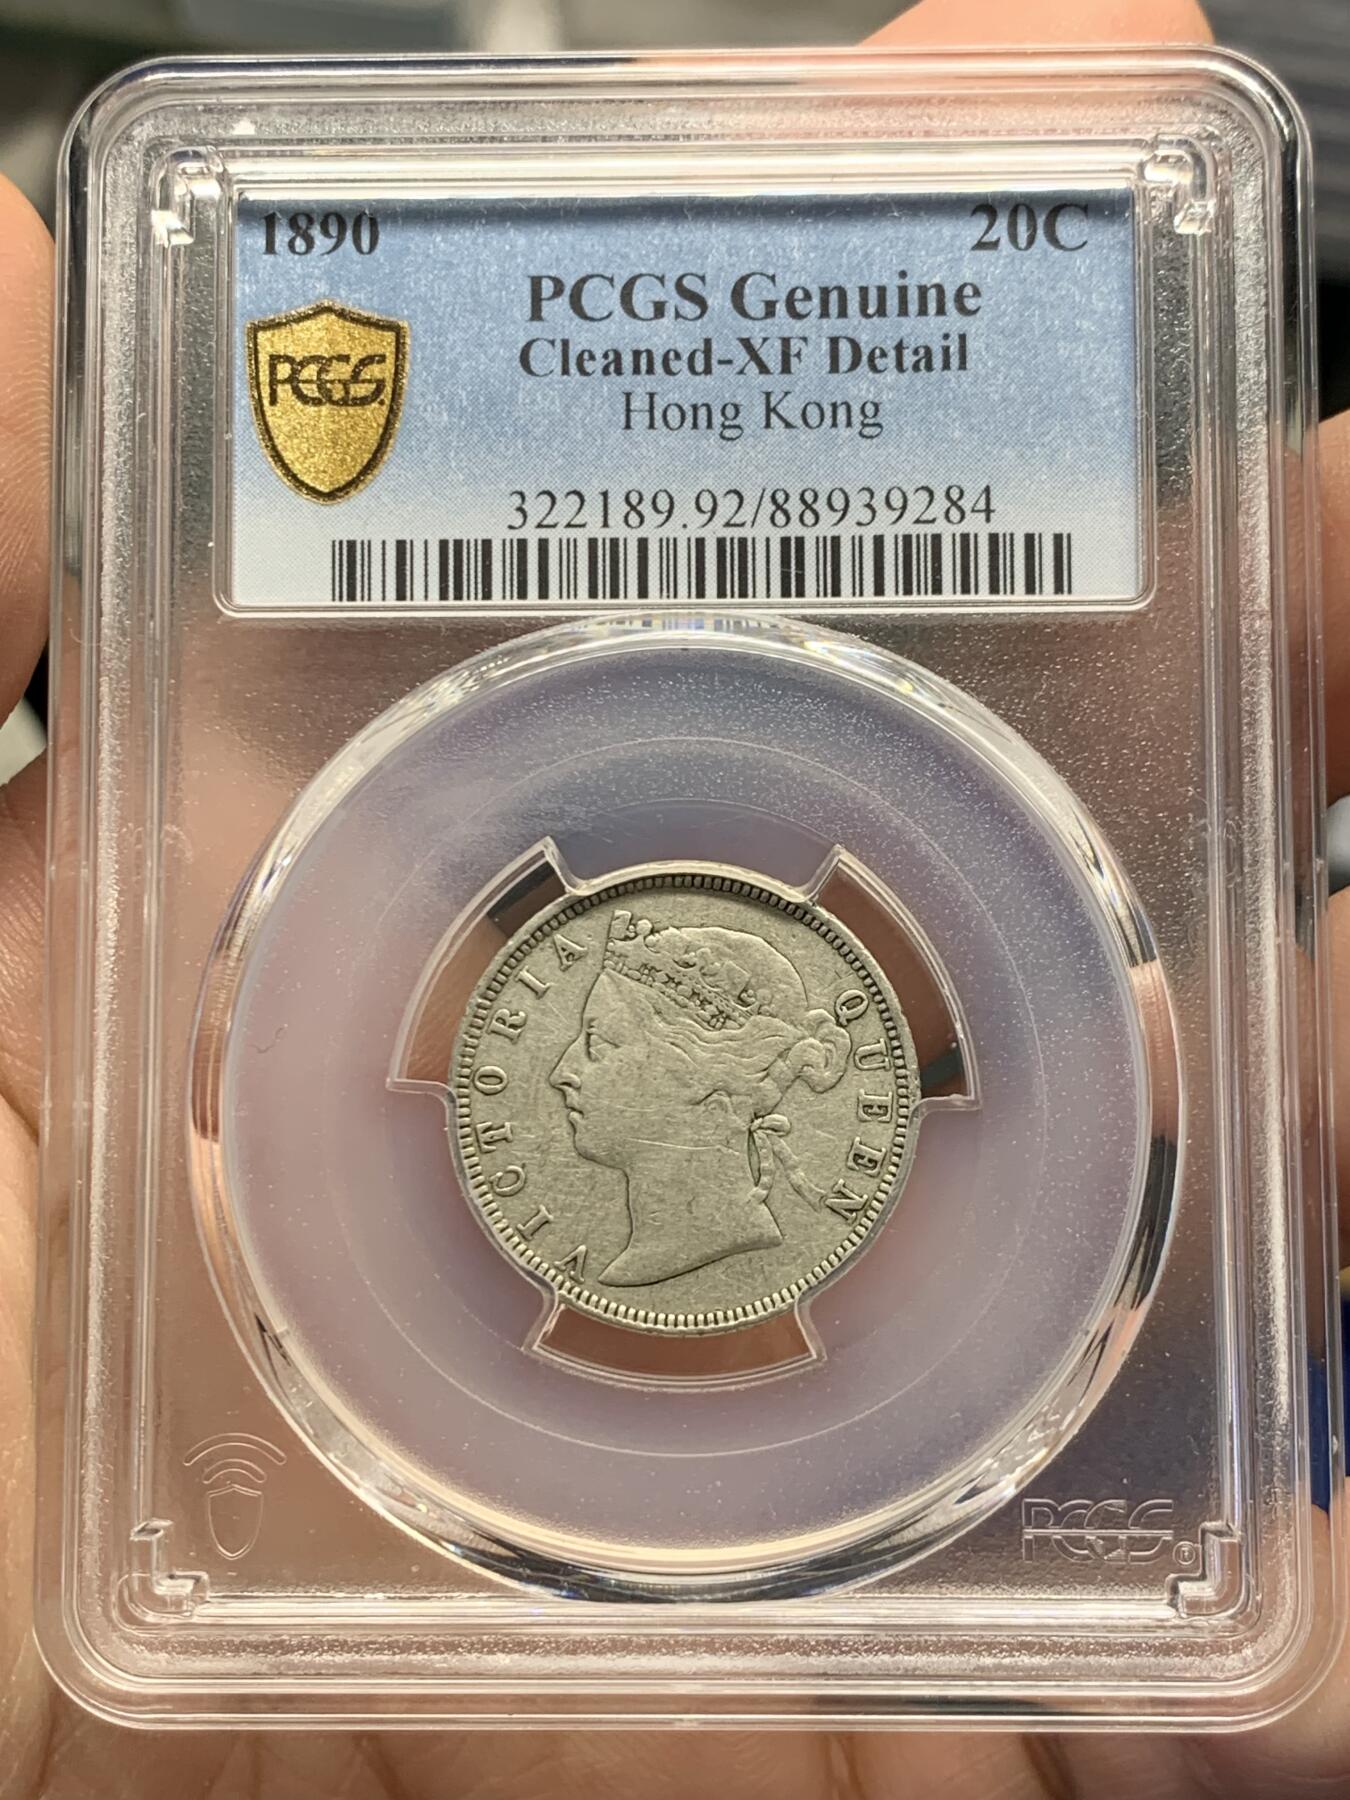 1890 20C
PCGS Genuine
Cleaned-XF Detail
Hong Kong
PCGS.
322189.92/88939284
VICTORIA QUEEN
PCGS®